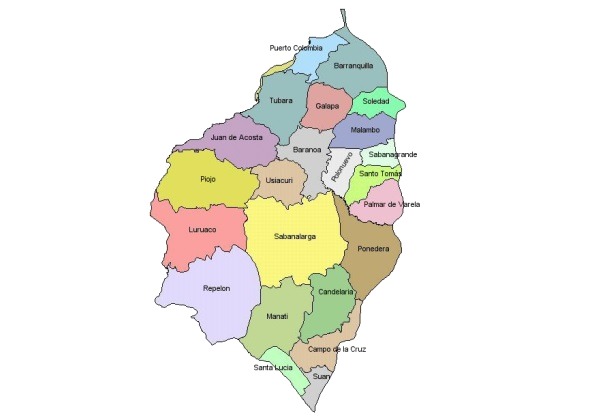 Puerto Colombia
Barranquilla
Tubara
Galapa
Soledad
Malambo
Juan de Acosta
Baranoa
Sabanagrande
Polonuevo
Santo Tomás
Piojo
Usiacuri
Palmar de Varela
Luruaco
Sabanalarga
Ponedera
Repelon
Candelaria
Manati
Campo de la Cruz
Santa Lucia
Suan